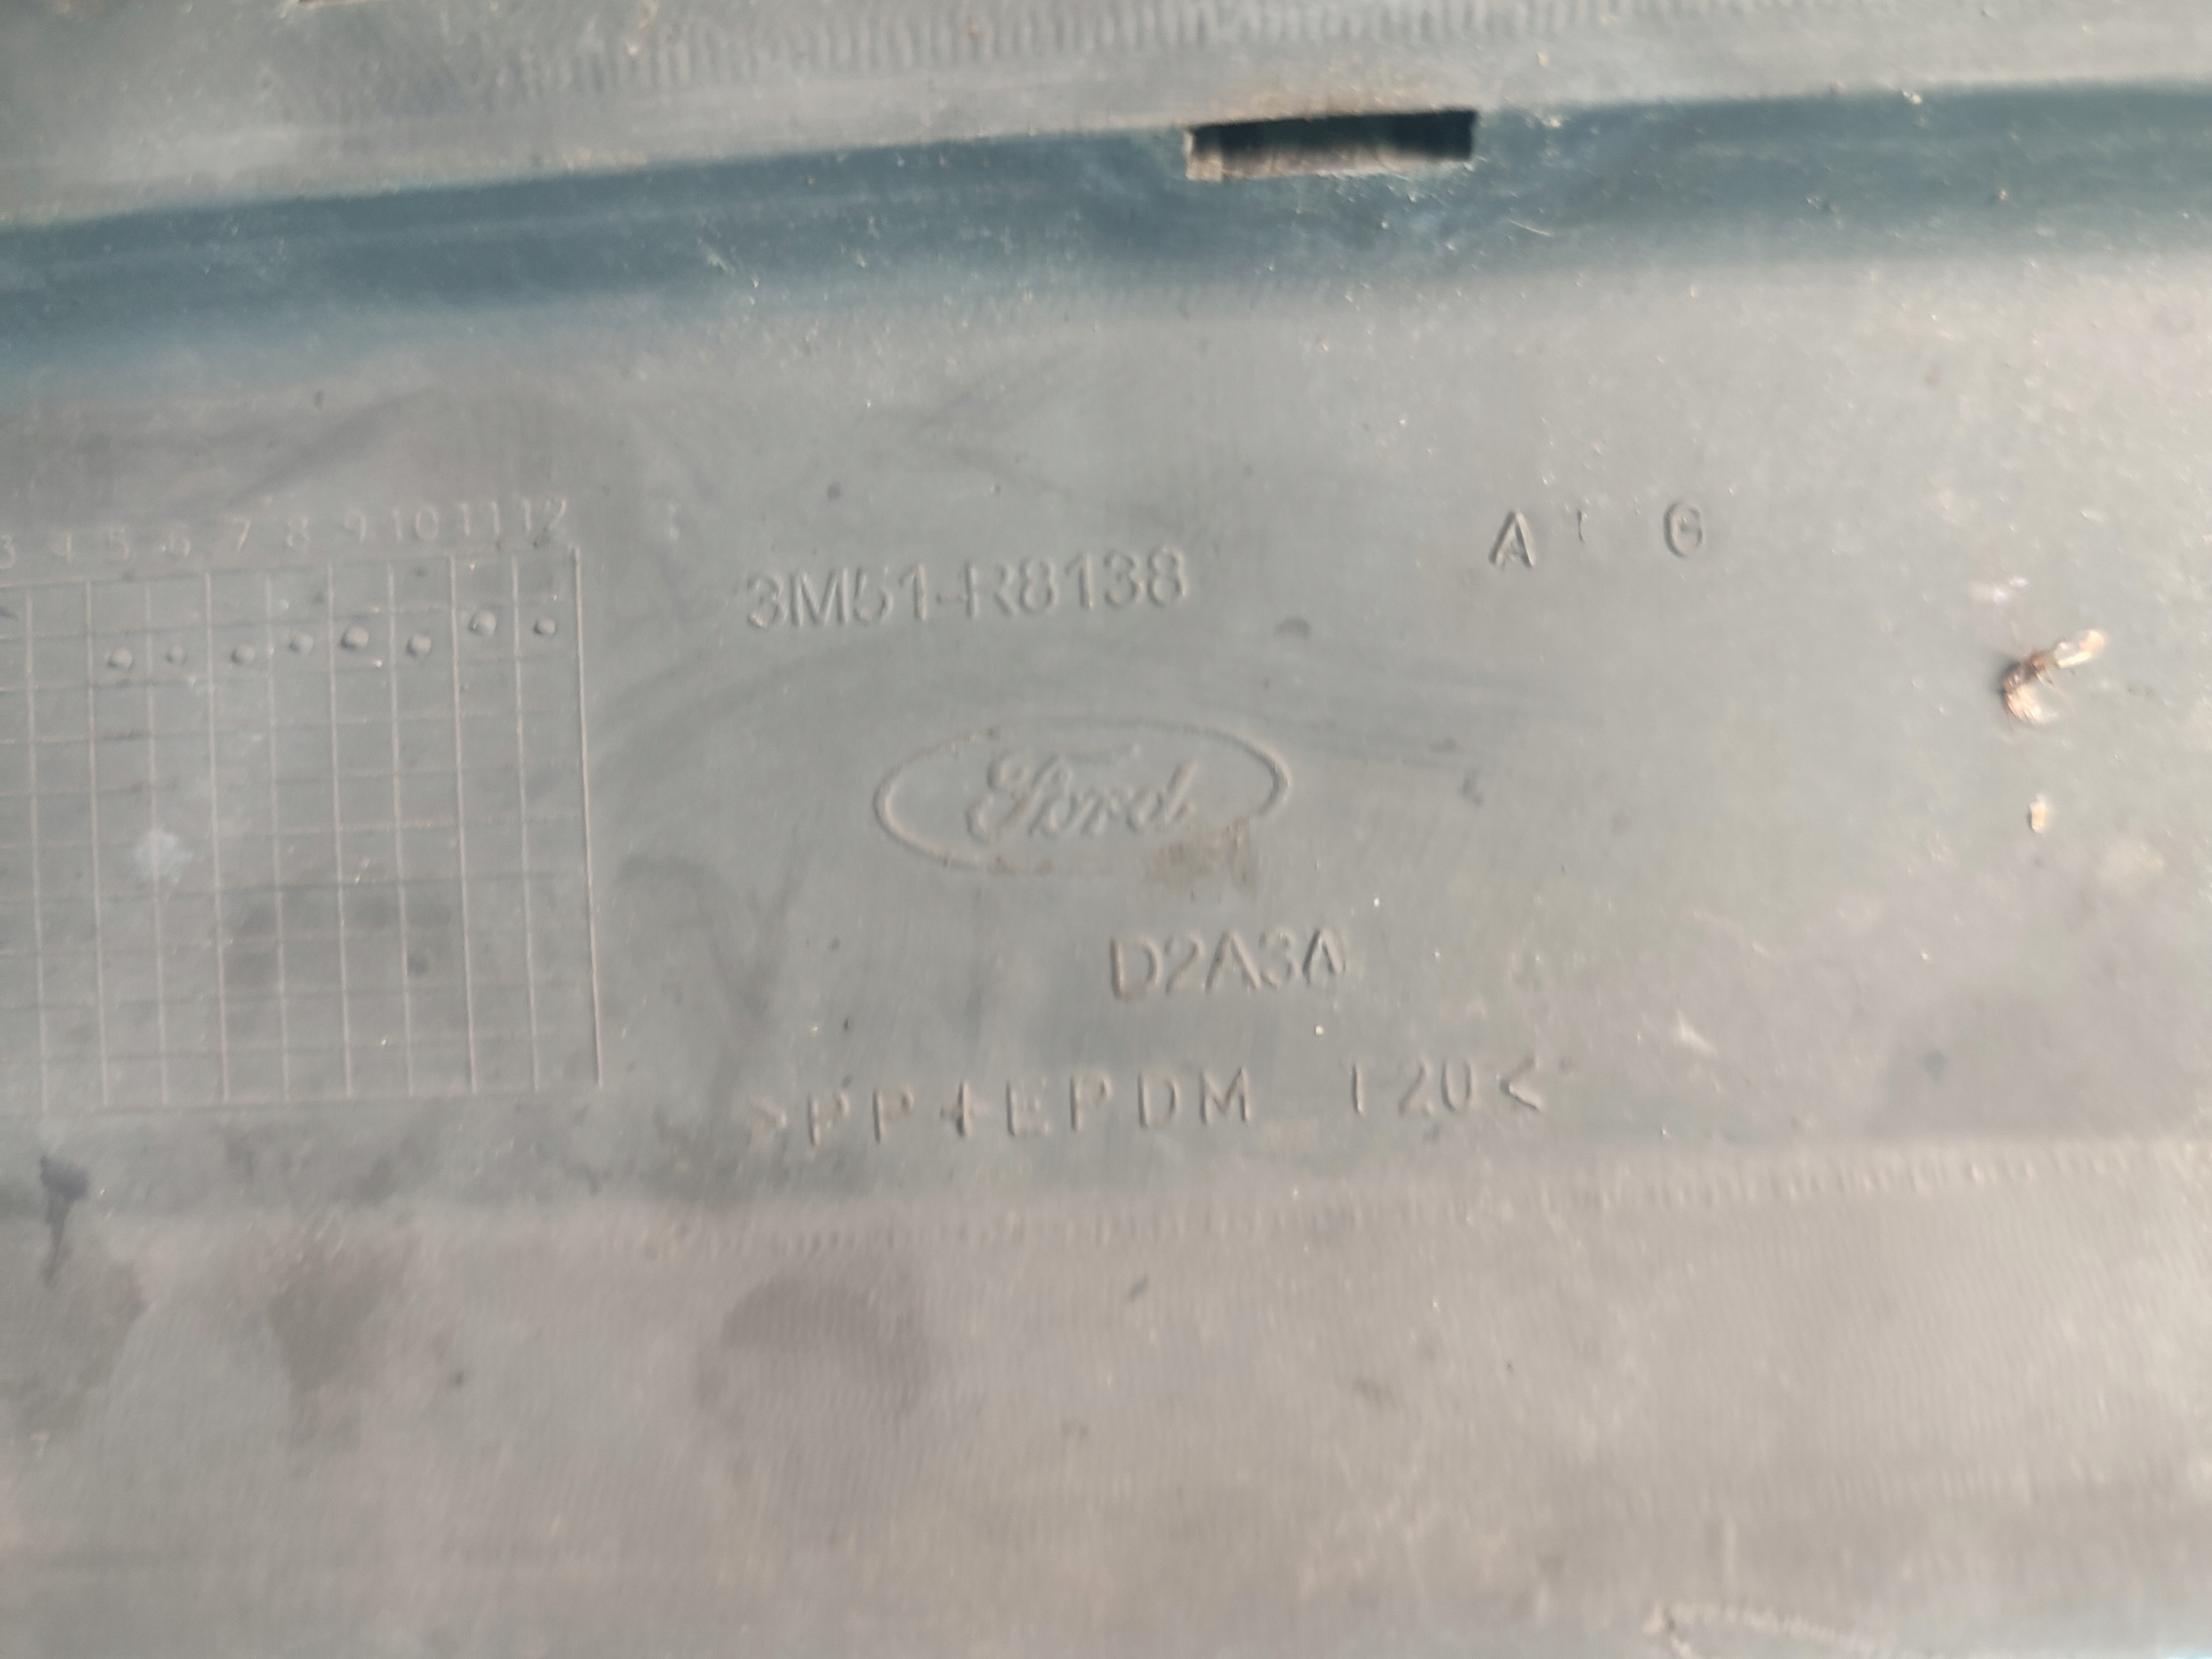 3 4 5 6 7 8 9 10 11 12
3M51-R8138 A
Ford
D2A3A
>PP+EPDM T20<